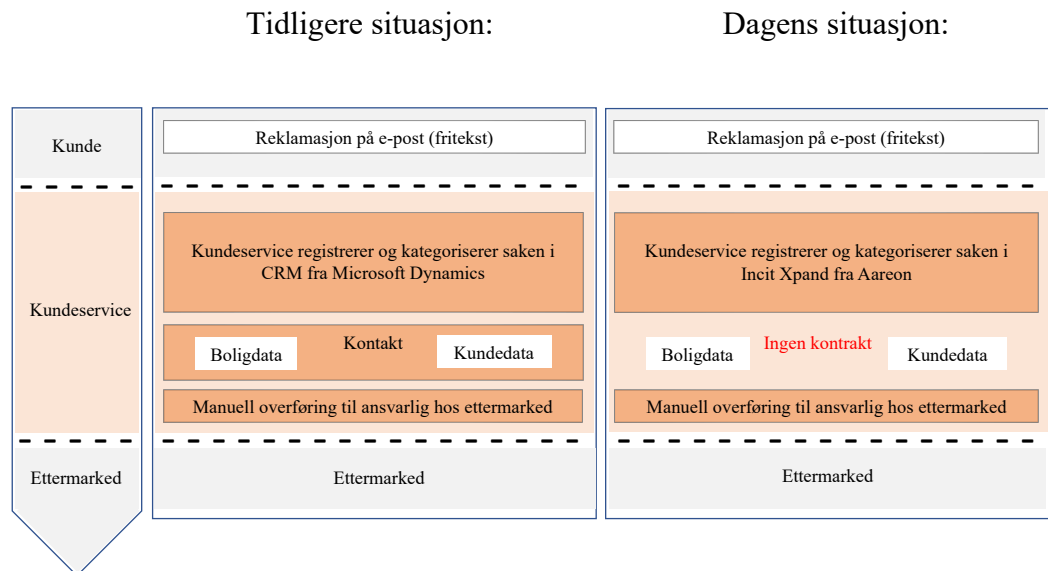 Tidligere situasjon:
Dagens situasjon:
Kunde
Reklamasjon på e-post (fritekst)
Reklamasjon på e-post (fritekst)
Kundeservice
Kundeservice registrerer og kategoriserer saken i
CRM fra Microsoft Dynamics
Boligdata
Kontakt
Kundedata
Manuell overføring til ansvarlig hos ettermarked
Kundeservice registrerer og kategoriserer saken i
Incit Xpand fra Aareon
Boligdata
Ingen kontrakt
Kundedata
Manuell overføring til ansvarlig hos ettermarked
Ettermarked
Ettermarked
Ettermarked